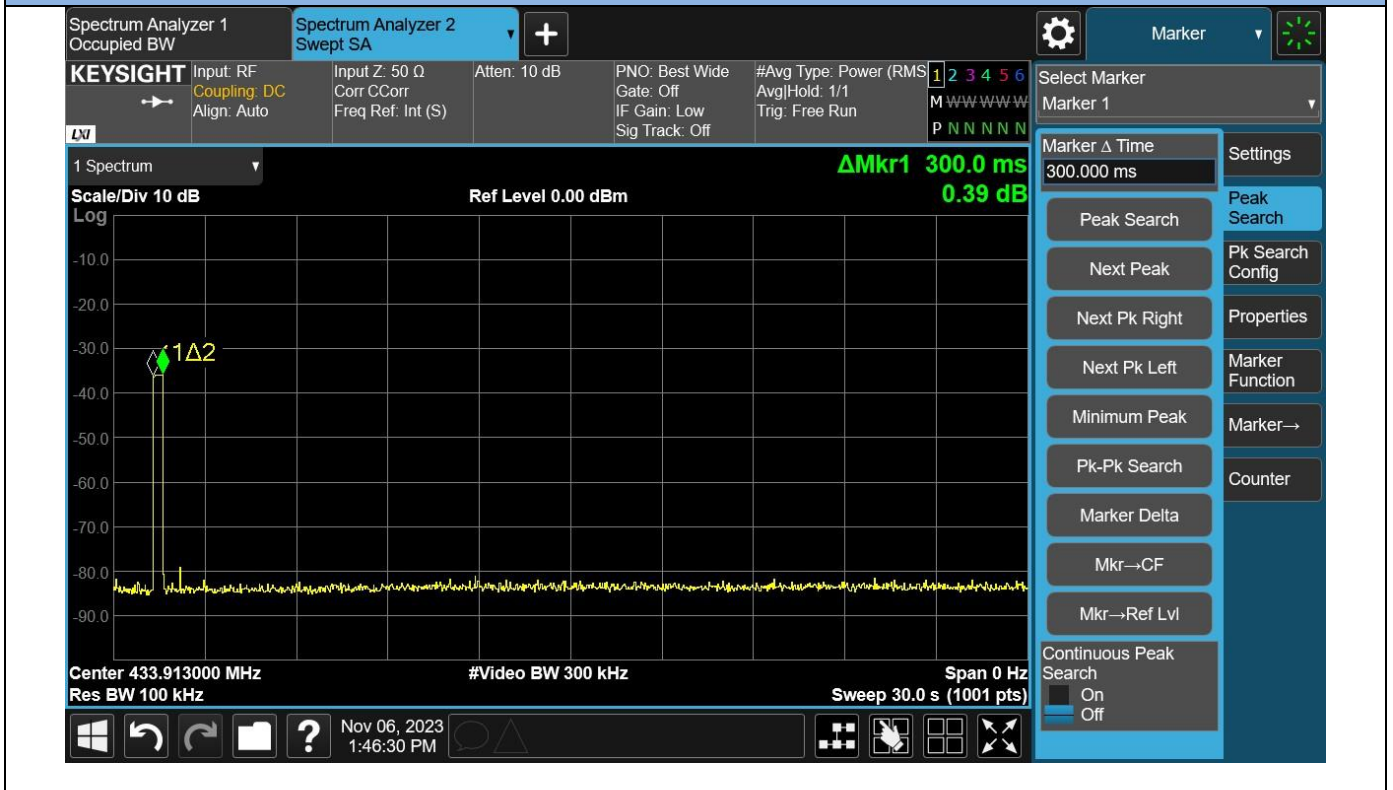 Spectrum Analyzer 1
Occupied BW
Spectrum Analyzer 2
Swept SA
Marker
KEYSIGHT
LXI
Input: RF
Coupling: DC
Align: Auto
Input Z: 50 Ω
Corr CCorr
Freq Ref: Int (S)
Atten: 10 dB
PNO: Best Wide
Gate: Off
IF Gain: Low
Sig Track: Off
#Avg Type: Power (RMS
Avg|Hold: 1/1
Trig: Free Run
1 2 3 4 5 6
M W W W W W
P N N N N N
Select Marker
Marker 1
1 Spectrum
ΔMkr1 300.0 ms
0.39 dB
Scale/Div 10 dB
Ref Level 0.00 dBm
Log
-10.0
-20.0
-30.0
-40.0
-50.0
-60.0
-70.0
-80.0
-90.0
1Δ2
Center 433.913000 MHz
Res BW 100 kHz
#Video BW 300 kHz
Span 0 Hz
Sweep 30.0 s (1001 pts)
Marker Δ Time
300.000 ms
Peak Search
Next Peak
Next Pk Right
Next Pk Left
Minimum Peak
Pk-Pk Search
Marker Delta
Mkr→CF
Mkr→Ref Lvl
Continuous Peak
Search
On
Off
Settings
Peak
Search
Pk Search
Config
Properties
Marker
Function
Marker→
Counter
?
Nov 06, 2023
1:46:30 PM